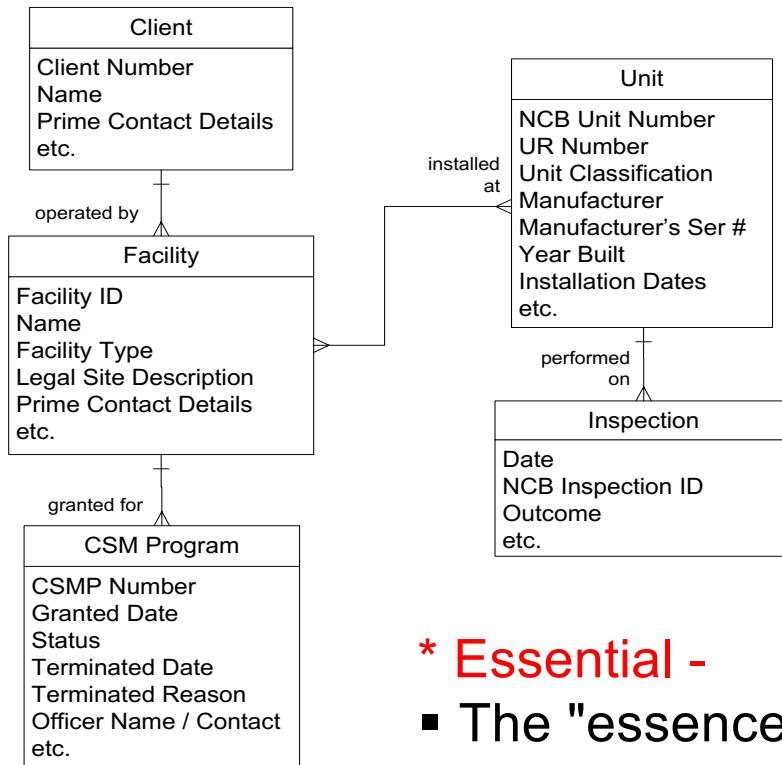 Client
Client Number
Name
Prime Contact Details
etc.
operated by
Facility
Facility ID
Name
Facility Type
Legal Site Description
Prime Contact Details
etc.
granted for
CSM Program
CSMP Number
Granted Date
Status
Terminated Date
Terminated Reason
Officer Name / Contact
etc.
installed
at
Unit
NCB Unit Number
UR Number
Unit Classification
Manufacturer
Manufacturer's Ser #
Year Built
Installation Dates
etc.
performed
on
Inspection
Date
NCB Inspection ID
Outcome
etc.
* Essential -
▪ The "essence